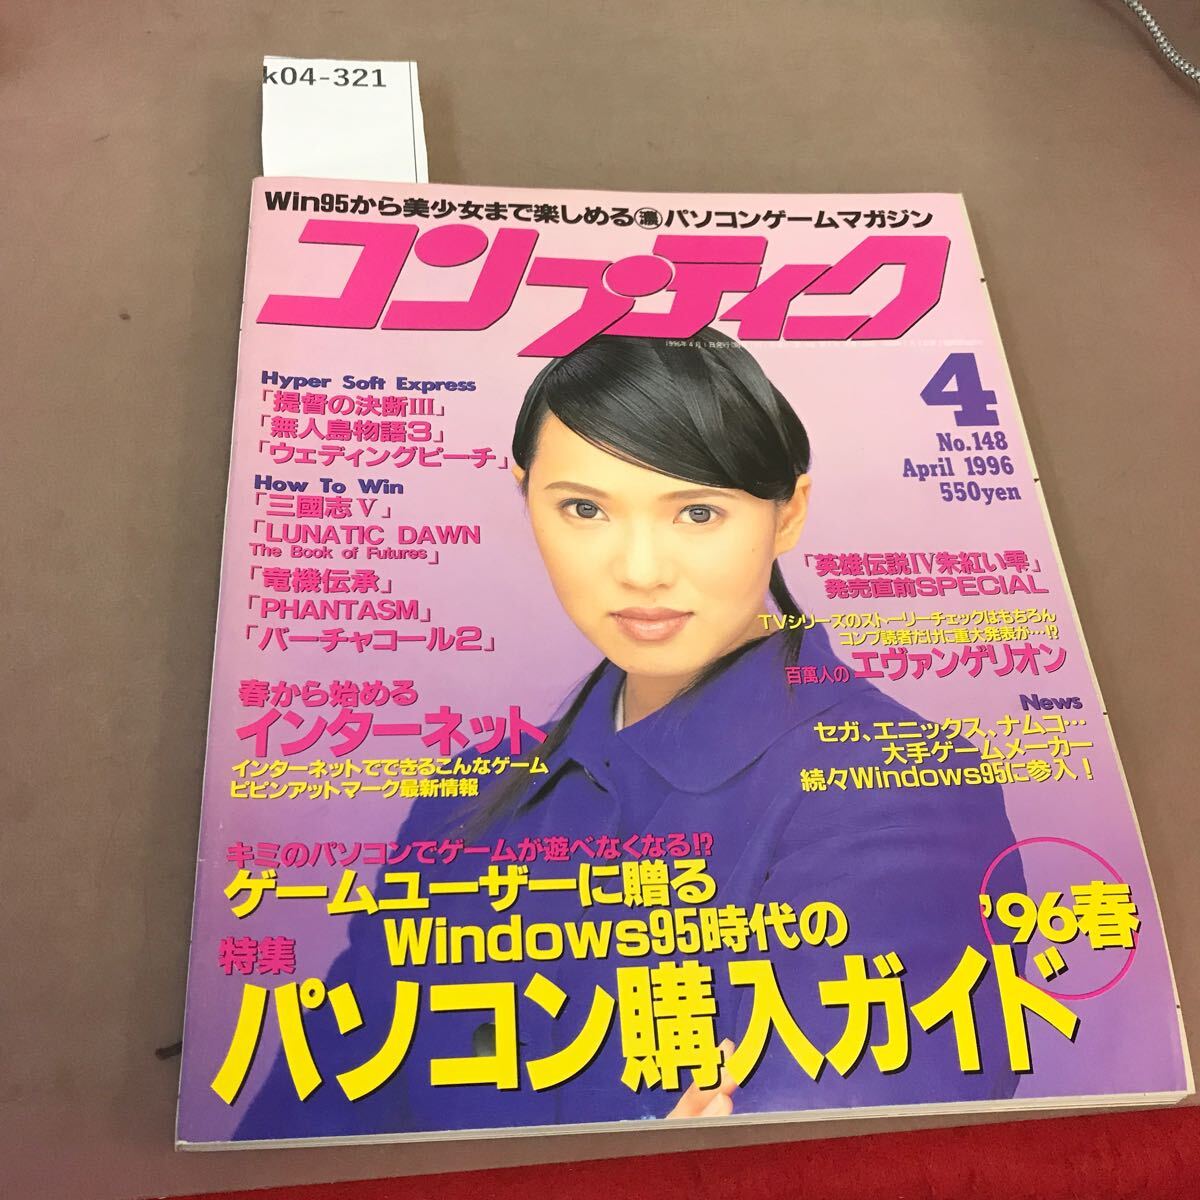 k04-321
Win95から美少女まで楽しめる濃パソコンゲームマガジン
コンプティーク
4
No.148
April 1996
550yen
Hyper Soft Express
「提督の決断III」
「無人島物語3」
「ウェディングピーチ」
How To Win
「三國志V」
「LUNATIC DAWN
The Book of Futures」
「竜機伝承」
「PHANTASM」
「バーチャコール2」
「英雄伝説IV朱紅い雫」
発売直前SPECIAL
TVシリーズのストーリーチェックはもちろん
コンプ読者だけに重大発表が…!?
百萬人のエヴァンゲリオン
News
セガ、エニックス、ナムコ…
大手ゲームメーカー
続々Windows95に参入!
春から始める
インターネット
インターネットでできるこんなゲーム
ピピンアットマーク最新情報
キミのパソコンでゲームが遊べなくなる!?
ゲームユーザーに贈る
Windows95時代の
'96春
特集
パソコン購入ガイド